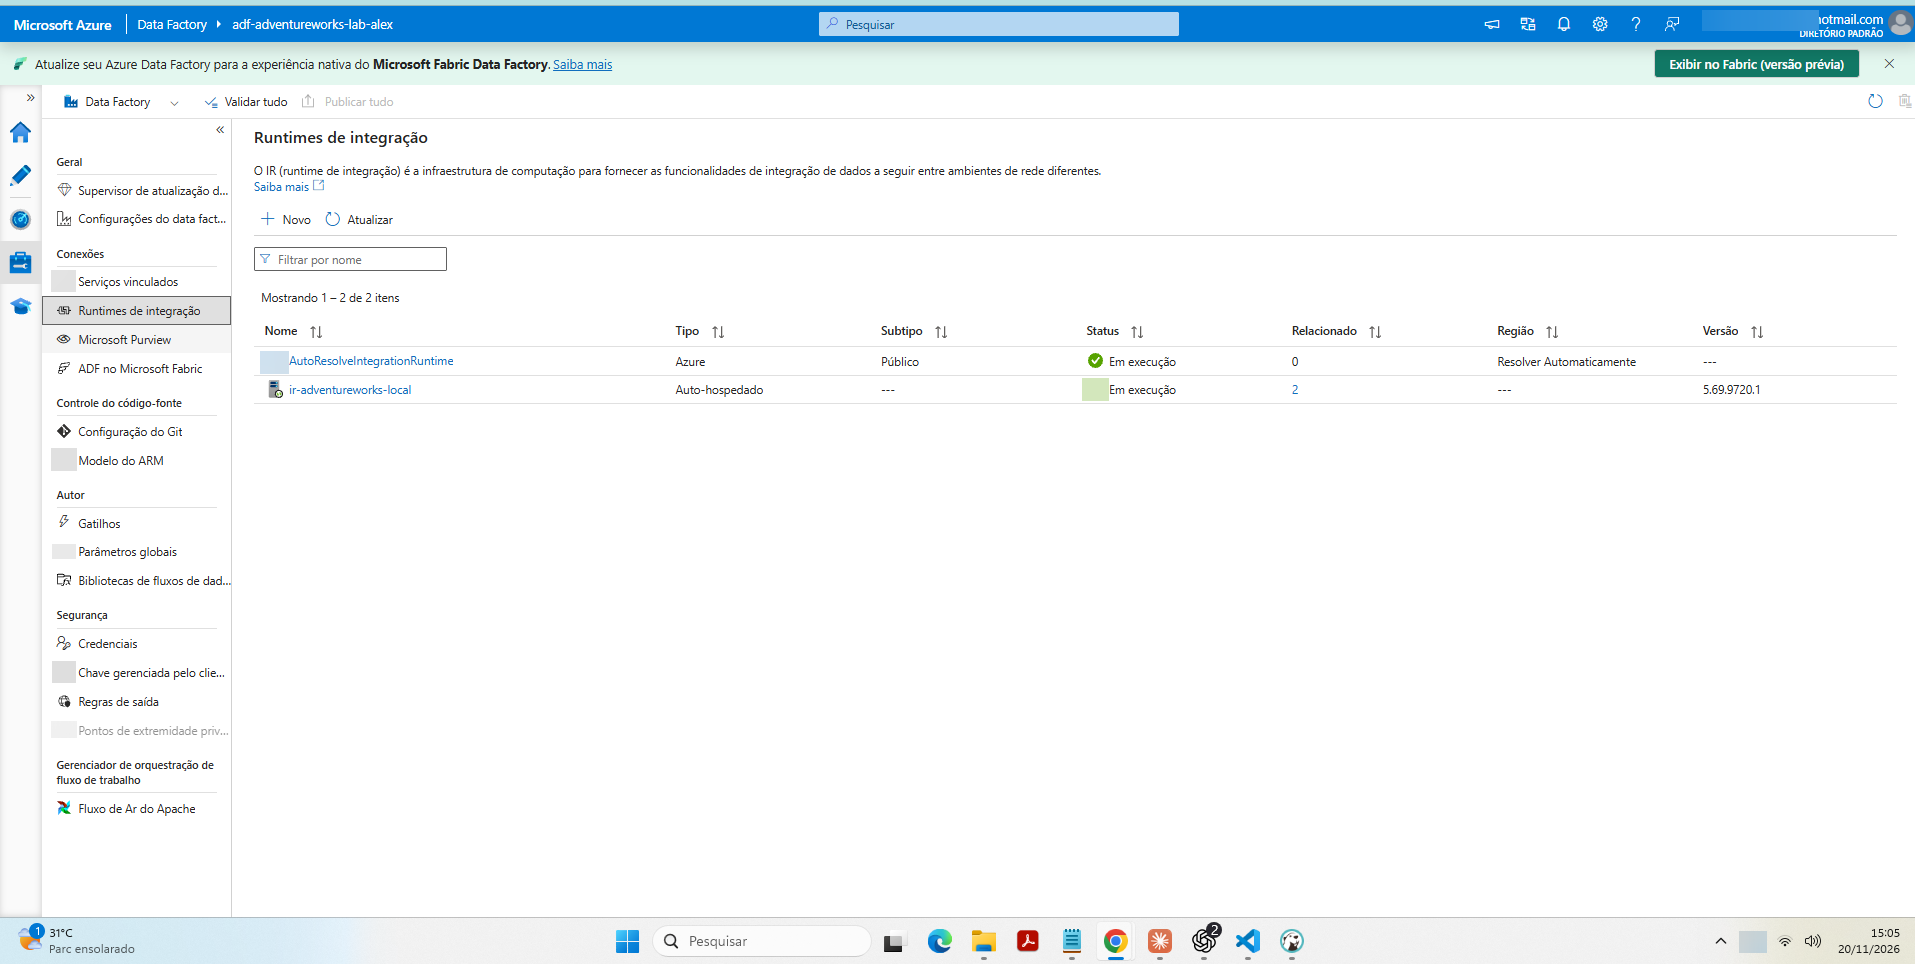 Microsoft Azure Data Factory adf-adventureworks-lab-alex Pesquisar
hotmail.com
DIRETÓRIO PADRÃO
Atualize seu Azure Data Factory para a experiência nativa do Microsoft Fabric Data Factory. Saiba mais Exibir no Fabric (versão prévia)
Data Factory Validar tudo Publicar tudo
Geral
Supervisor de atualização d...
Configurações do data fact...
Conexões
Serviços vinculados
Runtimes de integração
Microsoft Purview
ADF no Microsoft Fabric
Controle do código-fonte
Configuração do Git
Modelo do ARM
Autor
Gatilhos
Parâmetros globais
Bibliotecas de fluxos de dad...
Segurança
Credenciais
Chave gerenciada pelo clie...
Regras de saída
Pontos de extremidade priv...
Gerenciador de orquestração de
fluxo de trabalho
Fluxo de Ar do Apache
Runtimes de integração
O IR (runtime de integração) é a infraestrutura de computação para fornecer as funcionalidades de integração de dados a seguir entre ambientes de rede diferentes.
Saiba mais
Novo Atualizar
Filtrar por nome
Mostrando 1 – 2 de 2 itens
Nome Tipo Subtipo Status Relacionado Região Versão
AutoResolveIntegrationRuntime Azure Público Em execução 0 Resolver Automaticamente ---
ir-adventureworks-local Auto-hospedado --- Em execução 2 --- 5.69.9720.1
1
31°C
Parc ensolarado
Pesquisar
2
15:05
20/11/2026